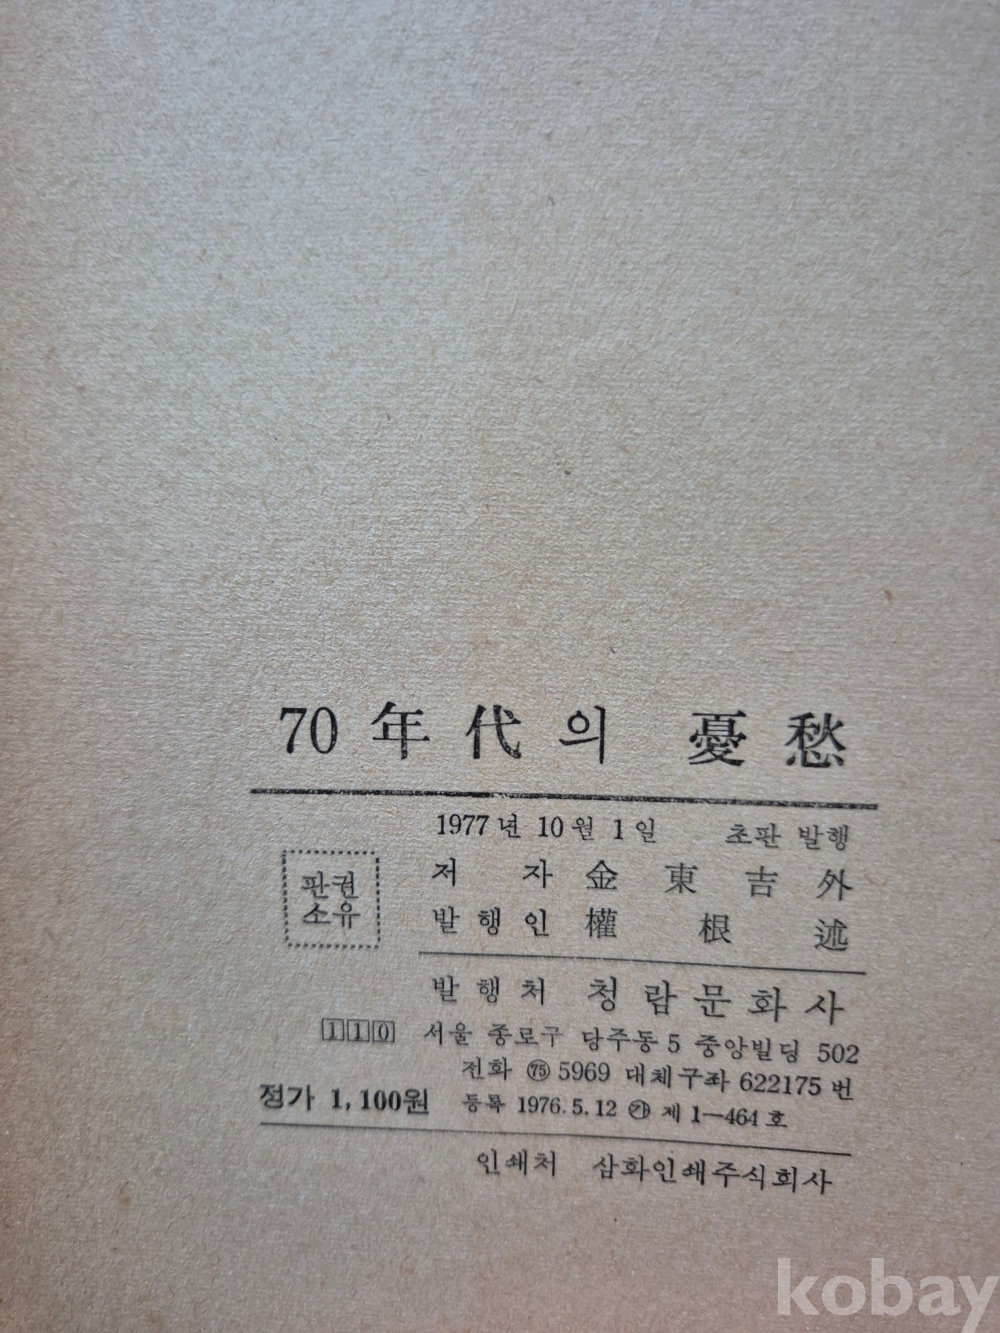 70年代의 憂愁
1977년 10월 1일 초판 발행
판권
소유
저 자 金東吉 外
발행인 權根述
발행처 청람문화사
110 서울 종로구 당주동 5 중앙빌딩 502
전화 ㊆ 5969 대체구좌 622175 번
정가 1,100원 등록 1976.5.12 ㉮ 제 1—464 호
인쇄처 삼화인쇄주식회사
kobay